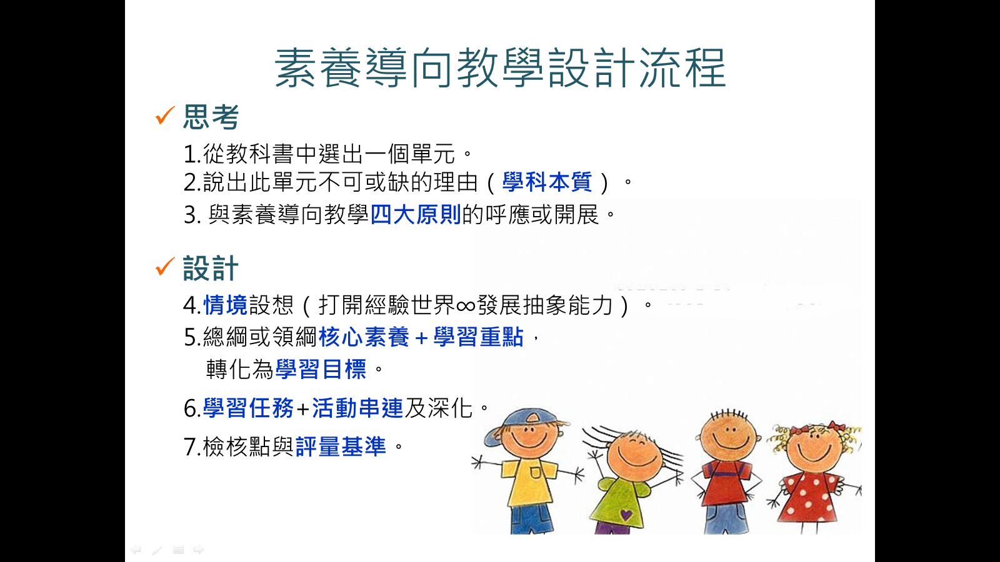 素養導向教學設計流程
✓ 思考
1.從教科書中選出一個單元。
2.說出此單元不可或缺的理由（學科本質）。
3. 與素養導向教學四大原則的呼應或開展。
✓ 設計
4.情境設想（打開經驗世界∞發展抽象能力）。
5.總綱或領綱核心素養＋學習重點，
轉化為學習目標。
6.學習任務+活動串連及深化。
7.檢核點與評量基準。